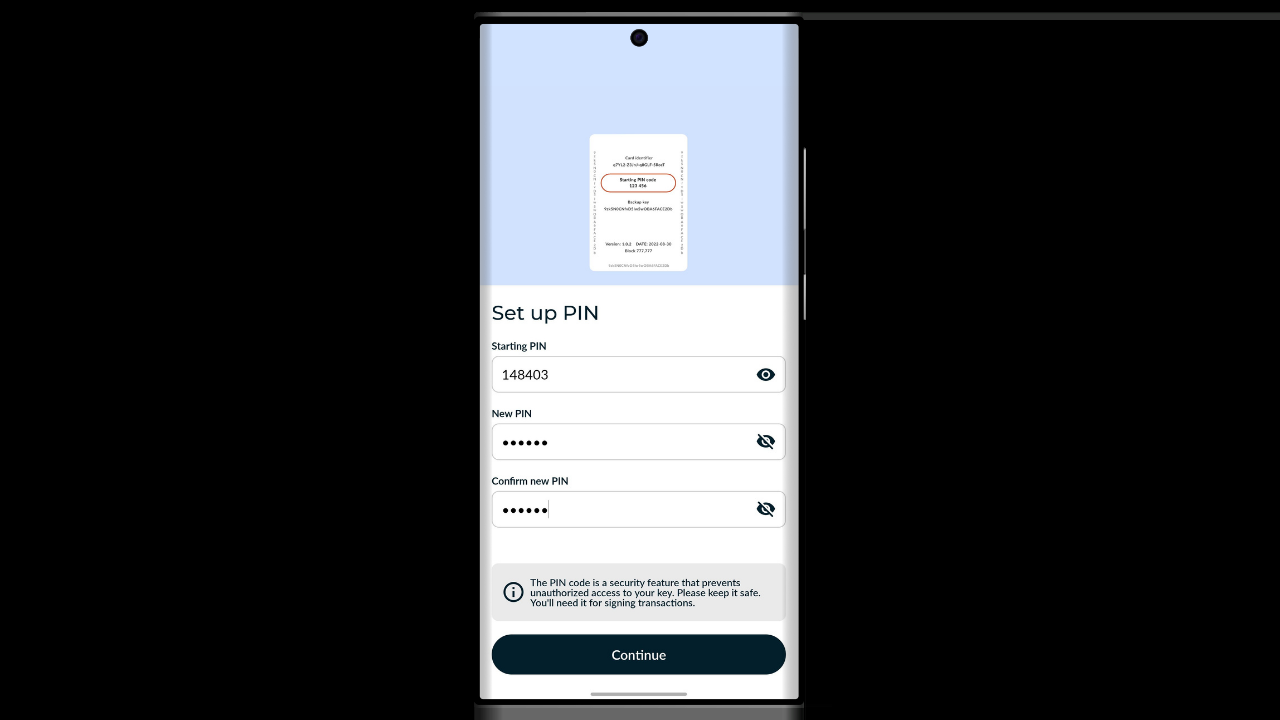 Card identifier
Starting PIN code
123 456
Backup key
Version: 1.0.2 DATE: 2022-08-30
Block 777,777
Set up PIN
Starting PIN
148403
New PIN
••••••
Confirm new PIN
••••••
The PIN code is a security feature that prevents
unauthorized access to your key. Please keep it safe.
You'll need it for signing transactions.
Continue